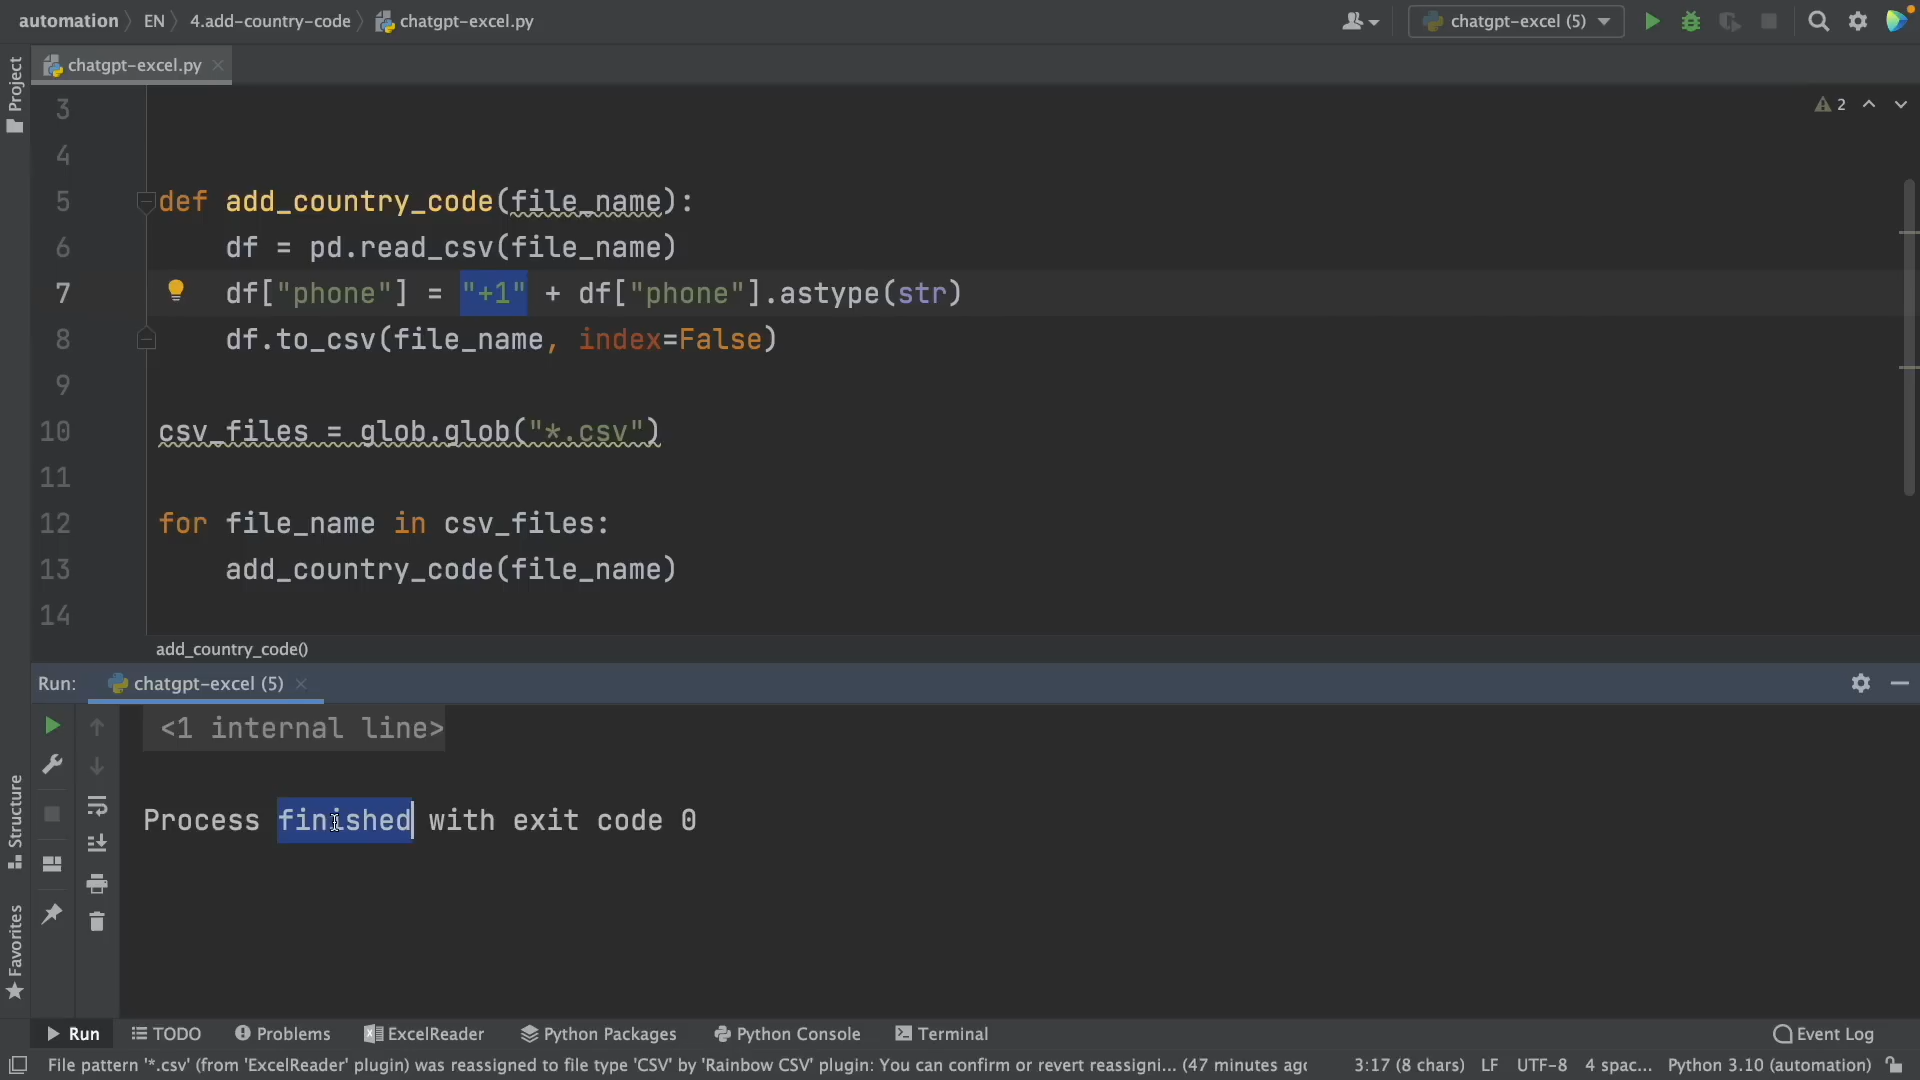 automation EN 4.add-country-code chatgpt-excel.py
chatgpt-excel (5)
chatgpt-excel.py
Project
2
3
4
5 def add_country_code(file_name):
6 df = pd.read_csv(file_name)
7 df["phone"] = "+1" + df["phone"].astype(str)
8 df.to_csv(file_name, index=False)
9
10 csv_files = glob.glob("*.csv")
11
12 for file_name in csv_files:
13 add_country_code(file_name)
14
add_country_code()
Run: chatgpt-excel (5)
<1 internal line>
Process finished with exit code 0
Structure
Favorites
Run TODO Problems ExcelReader Python Packages Python Console Terminal Event Log
File pattern '*.csv' (from 'ExcelReader' plugin) was reassigned to file type 'CSV' by 'Rainbow CSV' plugin: You can confirm or revert reassigni... (47 minutes ago 3:17 (8 chars) LF UTF-8 4 spac... Python 3.10 (automation)